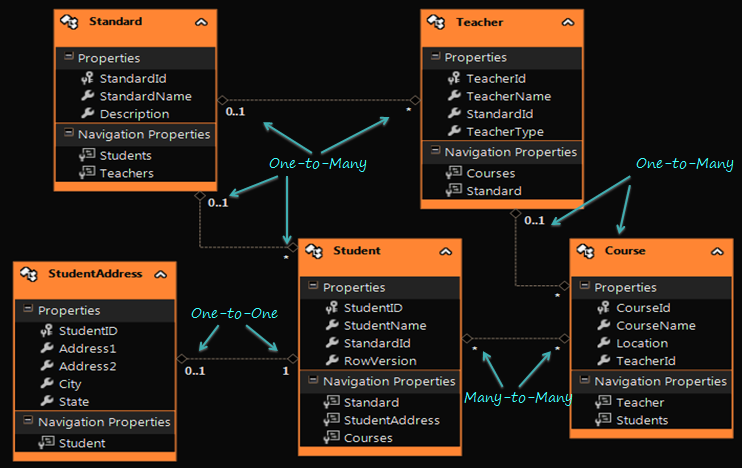 Standard
Properties
StandardId
StandardName
Description
Navigation Properties
Students
Teachers
Teacher
Properties
TeacherId
TeacherName
StandardId
TeacherType
Navigation Properties
Courses
Standard
0..1
*
One-to-Many
0..1
*
One-to-Many
0..1
*
StudentAddress
Properties
StudentID
Address1
Address2
City
State
Navigation Properties
Student
One-to-One
0..1
1
Student
Properties
StudentID
StudentName
StandardId
RowVersion
Navigation Properties
Standard
StudentAddress
Courses
*
*
Many-to-Many
Course
Properties
CourseId
CourseName
Location
TeacherId
Navigation Properties
Teacher
Students